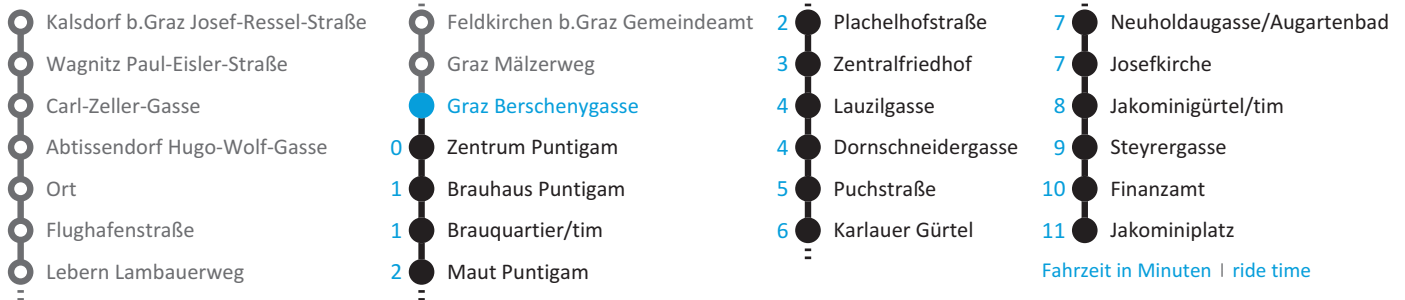 Kalsdorf b.Graz Josef-Ressel-Straße
Wagnitz Paul-Eisler-Straße
Carl-Zeller-Gasse
Abtissendorf Hugo-Wolf-Gasse
Ort
Flughafenstraße
Lebern Lambauerweg
Feldkirchen b.Graz Gemeindeamt
Graz Mälzerweg
Graz Berschenygasse
0 Zentrum Puntigam
1 Brauhaus Puntigam
1 Brauquartier/tim
2 Maut Puntigam
2 Plachelhofstraße
3 Zentralfriedhof
4 Lauzilgasse
4 Dornschneidergasse
5 Puchstraße
6 Karlauer Gürtel
7 Neuholdaugasse/Augartenbad
7 Josefkirche
8 Jakominigürtel/tim
9 Steyrergasse
10 Finanzamt
11 Jakominiplatz
Fahrzeit in Minuten | ride time